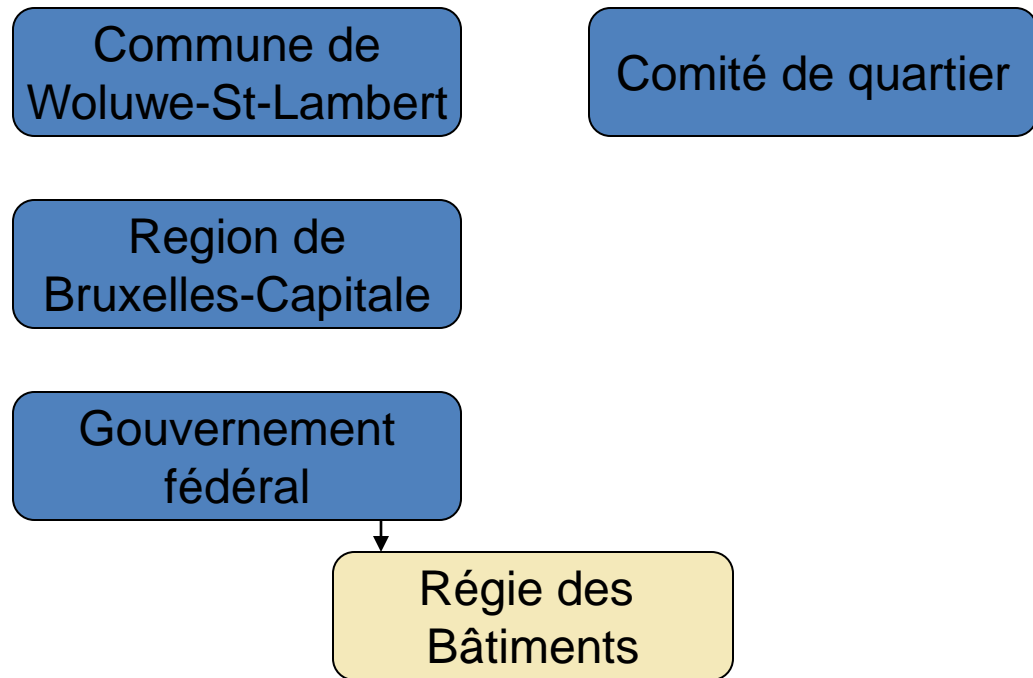 Commune de
Woluwe-St-Lambert
Comité de quartier
Region de
Bruxelles-Capitale
Gouvernement
fédéral
Régie des
Bâtiments